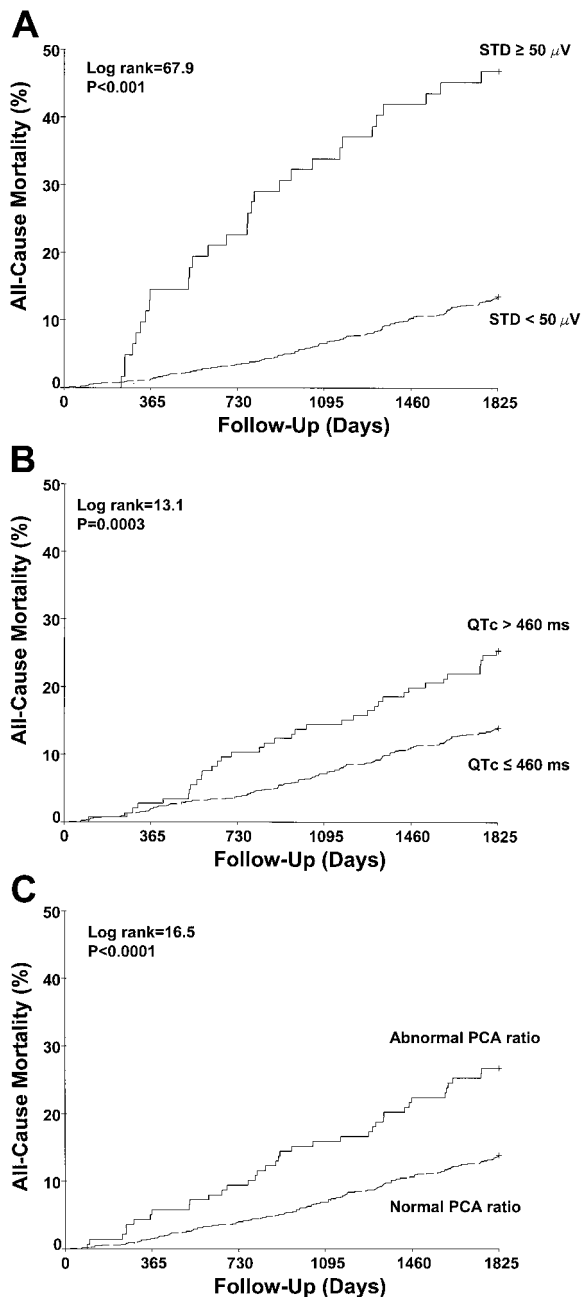 A
50
STD ≥ 50 μV
Log rank=67.9
P<0.001
40
30
20
10
STD < 50 μV
0
0 365 730 1095 1460 1825
All-Cause Mortality (%)
Follow-Up (Days)
B
50
Log rank=13.1
P=0.0003
40
30
QTc > 460 ms
20
10
QTc ≤ 460 ms
0
0 365 730 1095 1460 1825
All-Cause Mortality (%)
Follow-Up (Days)
C
50
Log rank=16.5
P<0.0001
40
30
Abnormal PCA ratio
20
10
Normal PCA ratio
0
0 365 730 1095 1460 1825
All-Cause Mortality (%)
Follow-Up (Days)